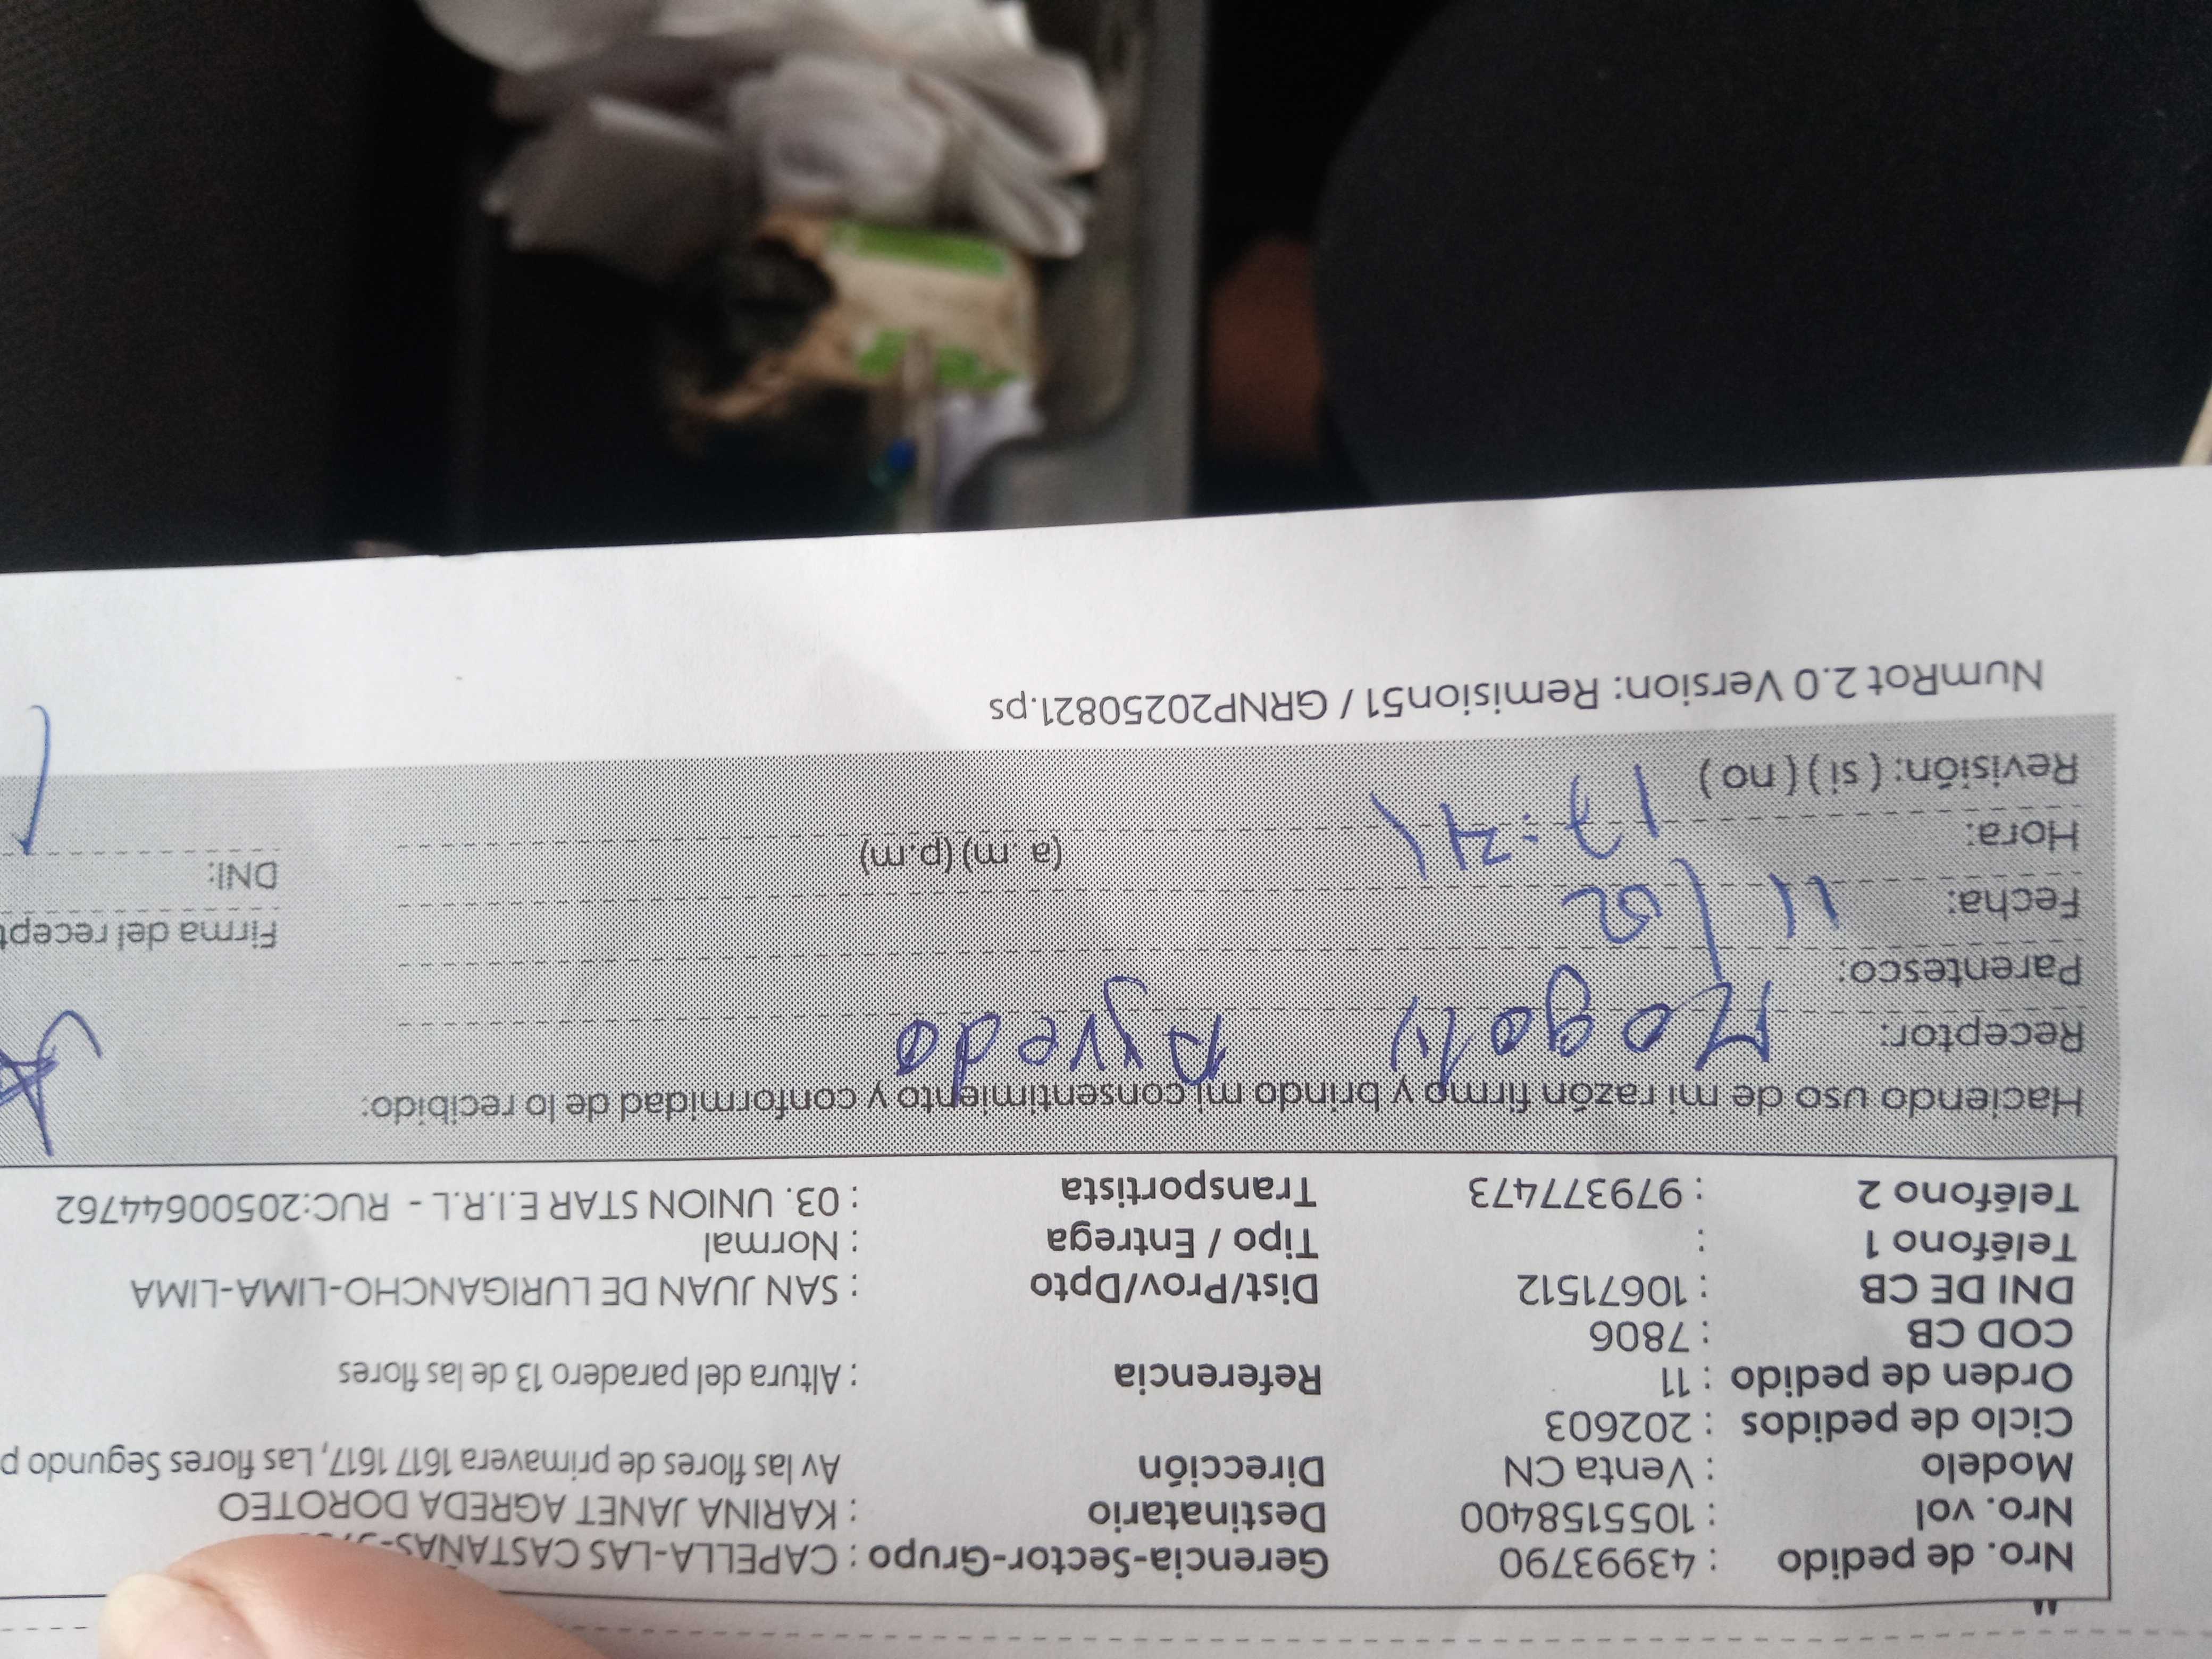 Nro. de pedido : 43993790 Gerencia-Sector-Grupo : CAPELLA-LAS CASTAÑAS-
Nro. vol : 1055158400 Destinatario : KARINA JANET AGREDA DOROTEO
Modelo : Venta CN Dirección Av las flores de primavera 1617 1617, Las flores Segundo p
Ciclo de pedidos : 202603
Orden de pedido : 11 Referencia : Altura del paradero 13 de las flores
COD CB : 7806
DNI DE CB : 10671512 Dist/Prov/Dpto : SAN JUAN DE LURIGANCHO-LIMA-LIMA
Teléfono 1 : Tipo / Entrega : Normal
Teléfono 2 : 979377473 Transportista : 03. UNION STAR E.I.R.L - RUC:20500644762
Haciendo uso de mi razón firmo y brindo mi consentimiento y conformidad de lo recibido:
Receptor: Magaly
Parentesco:
Firma del recept
Fecha: 11/02
DNI:
Hora: 17:41 (a.m) (p.m)
Revisión: ( si ) ( no )
NumRot 2.0 Version: Remision51 / GRNP20250821.ps